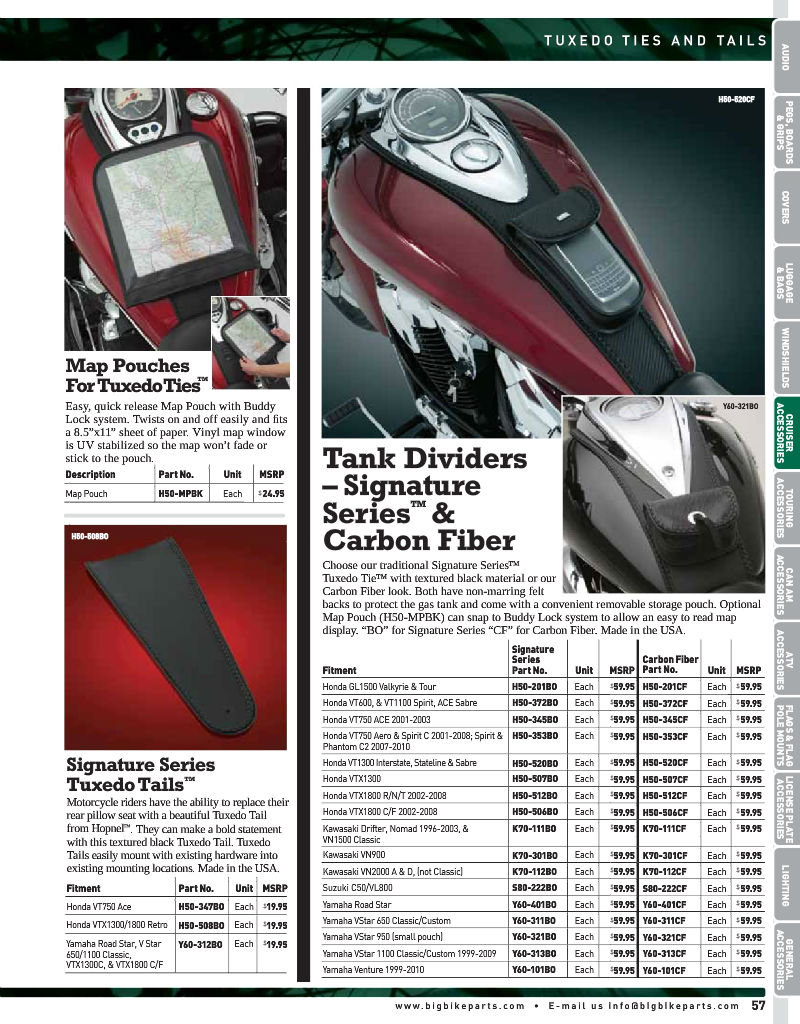 TUXEDO TIES AND TAILS
Map Pouches
For Tuxedo Ties™
Easy, quick release Map Pouch with Buddy
Lock system. Twists on and off easily and fits
a 8.5"x11" sheet of paper. Vinyl map window
is UV stabilized so the map won't fade or
stick to the pouch.
Description Part No. Unit MSRP
Map Pouch H50-MPBK Each $24.95
H50-508BO
Signature Series
Tuxedo Tails™
Motorcycle riders have the ability to replace their
rear pillow seat with a beautiful Tuxedo Tail
from Hopnel™. They can make a bold statement
with this textured black Tuxedo Tail. Tuxedo
Tails easily mount with existing hardware into
existing mounting locations. Made in the USA.
Fitment Part No. Unit MSRP
Honda VT750 Ace H50-347BO Each $19.95
Honda VTX1300/1800 Retro H50-508BO Each $19.95
Yamaha Road Star, V Star Y60-312BO Each $19.95
650/1100 Classic,
VTX1300C, & VTX1800 C/F
H50-520CF
Y60-321BO
Tank Dividers
– Signature
Series™ &
Carbon Fiber
Choose our traditional Signature Series™
Tuxedo Tie™ with textured black material or our
Carbon Fiber look. Both have non-marring felt
backs to protect the gas tank and come with a convenient removable storage pouch. Optional
Map Pouch (H50-MPBK) can snap to Buddy Lock system to allow an easy to read map
display. "BO" for Signature Series "CF" for Carbon Fiber. Made in the USA.
Signature
Series Carbon Fiber
Fitment Part No. Unit MSRP Part No. Unit MSRP
Honda GL1500 Valkyrie & Tour H50-201BO Each $59.95 H50-201CF Each $59.95
Honda VT600, & VT1100 Spirit, ACE Sabre H50-372BO Each $59.95 H50-372CF Each $59.95
Honda VT750 ACE 2001-2003 H50-345BO Each $59.95 H50-345CF Each $59.95
Honda VT750 Aero & Spirit C 2001-2008; Spirit & H50-353BO Each $59.95 H50-353CF Each $59.95
Phantom C2 2007-2010
Honda VT1300 Interstate, Stateline & Sabre H50-520BO Each $59.95 H50-520CF Each $59.95
Honda VTX1300 H50-507BO Each $59.95 H50-507CF Each $59.95
Honda VTX1800 R/N/T 2002-2008 H50-512BO Each $59.95 H50-512CF Each $59.95
Honda VTX1800 C/F 2002-2008 H50-506BO Each $59.95 H50-506CF Each $59.95
Kawasaki Drifter, Nomad 1996-2003, & K70-111BO Each $59.95 K70-111CF Each $59.95
VN1500 Classic
Kawasaki VN900 K70-301BO Each $59.95 K70-301CF Each $59.95
Kawasaki VN2000 A & D, (not Classic) K70-112BO Each $59.95 K70-112CF Each $59.95
Suzuki C50/VL800 S80-222BO Each $59.95 S80-222CF Each $59.95
Yamaha Road Star Y60-401BO Each $59.95 Y60-401CF Each $59.95
Yamaha VStar 650 Classic/Custom Y60-311BO Each $59.95 Y60-311CF Each $59.95
Yamaha VStar 950 (small pouch) Y60-321BO Each $59.95 Y60-321CF Each $59.95
Yamaha VStar 1100 Classic/Custom 1999-2009 Y60-313BO Each $59.95 Y60-313CF Each $59.95
Yamaha Venture 1999-2010 Y60-101BO Each $59.95 Y60-101CF Each $59.95
AUDIO
PEGS, BOARDS
& GRIPS
COVERS
LUGGAGE
& BAGS
WINDSHIELDS
CRUISER
ACCESSORIES
TOURING
ACCESSORIES
CAN AM
ACCESSORIES
ATV
ACCESSORIES
FLAGS & FLAG
POLE MOUNTS
LICENSE PLATE
ACCESSORIES
LIGHTING
GENERAL
ACCESSORIES
www.bigbikeparts.com • E-mail us info@bigbikeparts.com 57